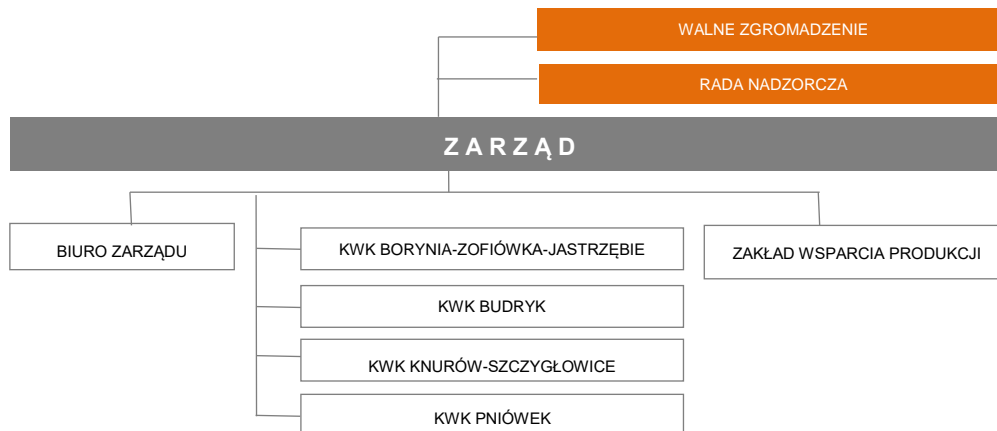 WALNE ZGROMADZENIE
RADA NADZORCZA
ZARZĄD
BIURO ZARZĄDU
KWK BORYNIA-ZOFIÓWKA-JASTRZĘBIE
ZAKŁAD WSPARCIA PRODUKCJI
KWK BUDRYK
KWK KNURÓW-SZCZYGŁOWICE
KWK PNIÓWEK